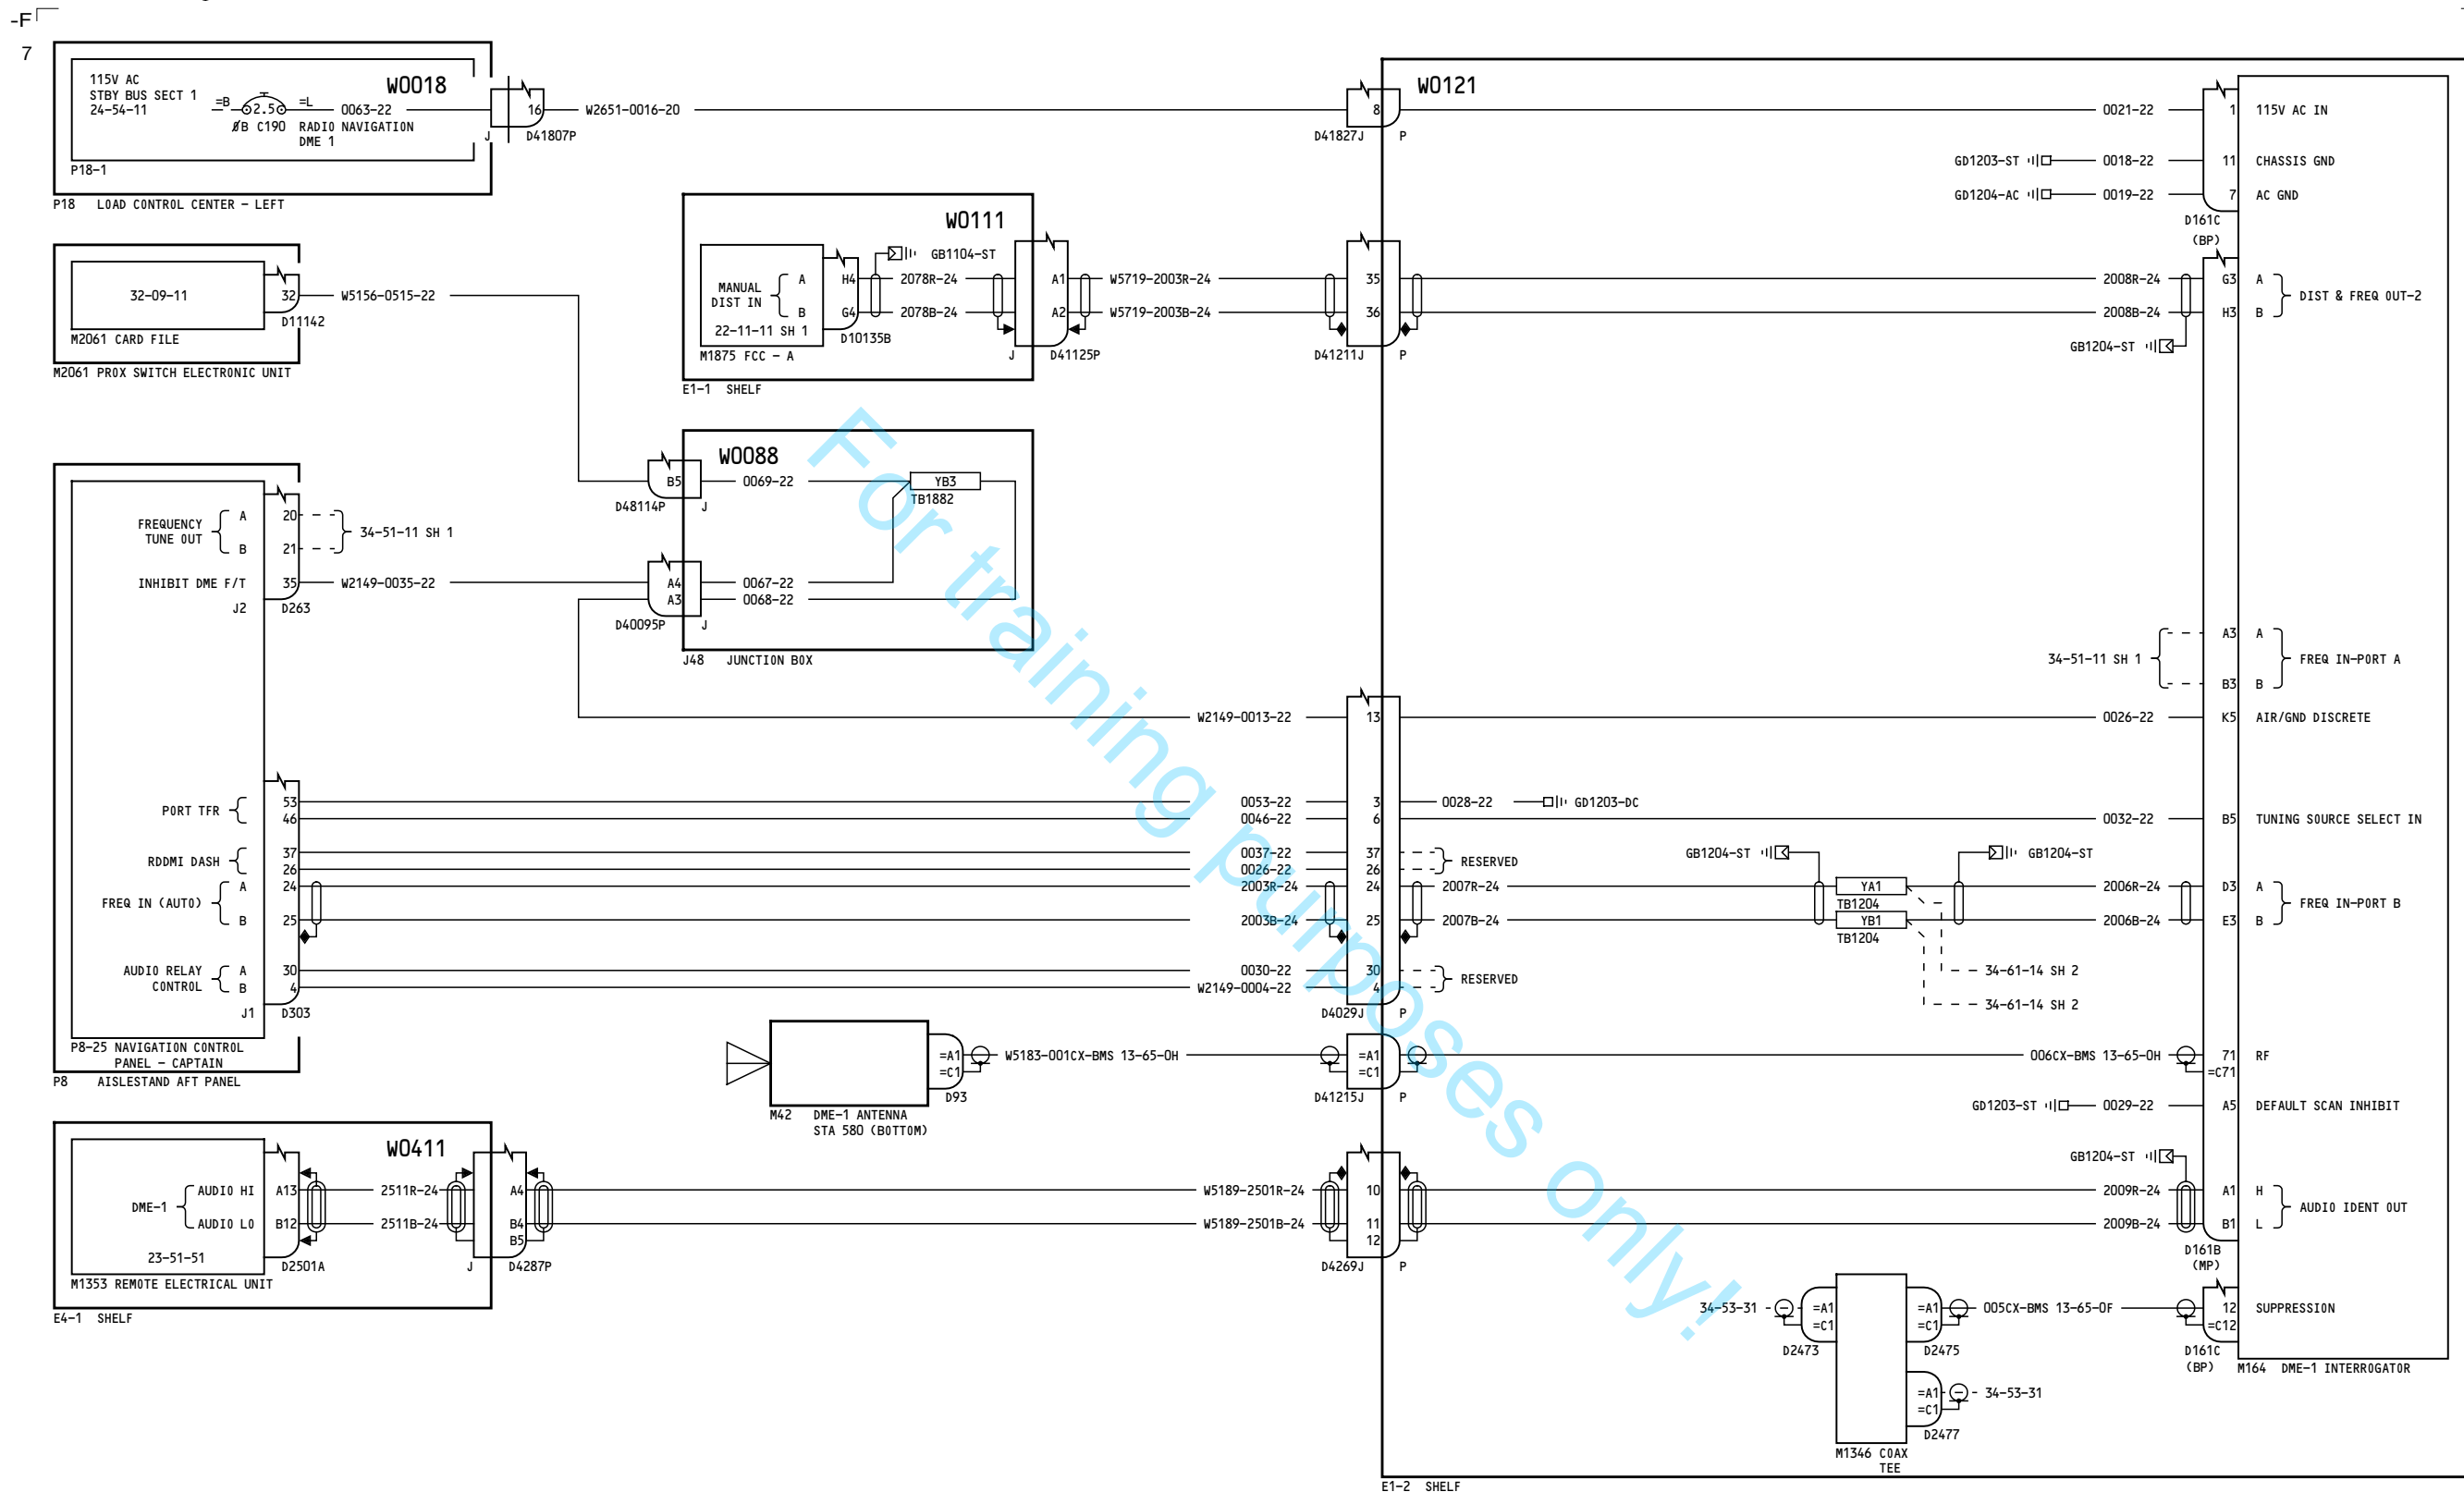 -F
7
115V AC
STBY BUS SECT 1
24-54-11
=B
2.5
=L
0063-22
ØB C190
RADIO NAVIGATION
DME 1
W0018
P18-1
P18 LOAD CONTROL CENTER - LEFT
J
16
D41807P
W2651-0016-20
8
D41827J
P
W0121
0021-22
1
115V AC IN
GD1203-ST
0018-22
11
CHASSIS GND
GD1204-AC
0019-22
7
AC GND
D161C
(BP)
32-09-11
32
W5156-0515-22
D11142
M2061 CARD FILE
M2061 PROX SWITCH ELECTRONIC UNIT
W0111
MANUAL
DIST IN
A
B
22-11-11 SH 1
M1875 FCC - A
H4
G4
D10135B
GB1104-ST
2078R-24
2078B-24
J
A1
A2
D41125P
E1-1 SHELF
W5719-2003R-24
W5719-2003B-24
35
36
D41211J
P
2008R-24
2008B-24
GB1204-ST
G3
H3
A
B
DIST & FREQ OUT-2
W0088
B5
D48114P
J
0069-22
YB3
TB1882
A4
A3
D40095P
J
0067-22
0068-22
J48 JUNCTION BOX
FREQUENCY
TUNE OUT
A
B
20
21
34-51-11 SH 1
INHIBIT DME F/T
35
W2149-0035-22
J2
D263
34-51-11 SH 1
A3
B3
A
B
FREQ IN-PORT A
W2149-0013-22
13
0026-22
K5
AIR/GND DISCRETE
PORT TFR
53
46
0053-22
0046-22
3
6
0028-22
GD1203-DC
0032-22
B5
TUNING SOURCE SELECT IN
RDDMI DASH
37
26
0037-22
0026-22
37
26
RESERVED
FREQ IN (AUTO)
A
B
24
25
2003R-24
2003B-24
24
25
2007R-24
2007B-24
GB1204-ST
YA1
TB1204
YB1
TB1204
GB1204-ST
2006R-24
2006B-24
D3
E3
A
B
FREQ IN-PORT B
34-61-14 SH 2
34-61-14 SH 2
AUDIO RELAY
CONTROL
A
B
30
4
0030-22
W2149-0004-22
30
4
RESERVED
J1
D303
D4029J
P
P8-25 NAVIGATION CONTROL
PANEL - CAPTAIN
P8 AISLESTAND AFT PANEL
=A1
=C1
D93
M42 DME-1 ANTENNA
STA 580 (BOTTOM)
W5183-001CX-BMS 13-65-0H
=A1
=C1
D41215J
P
006CX-BMS 13-65-0H
71
=C71
RF
GD1203-ST
0029-22
A5
DEFAULT SCAN INHIBIT
W0411
DME-1
AUDIO HI
AUDIO LO
A13
B12
23-51-51
D2501A
M1353 REMOTE ELECTRICAL UNIT
2511R-24
2511B-24
J
A4
B4
B5
D4287P
E4-1 SHELF
W5189-2501R-24
W5189-2501B-24
10
11
12
D4269J
P
GB1204-ST
2009R-24
2009B-24
A1
B1
H
L
AUDIO IDENT OUT
D161B
(MP)
34-53-31
=A1
=C1
D2473
=A1
=C1
D2475
005CX-BMS 13-65-0F
12
=C12
SUPPRESSION
D161C
(BP)
M164 DME-1 INTERROGATOR
=A1
=C1
34-53-31
D2477
M1346 COAX
TEE
E1-2 SHELF
For training purposes only!